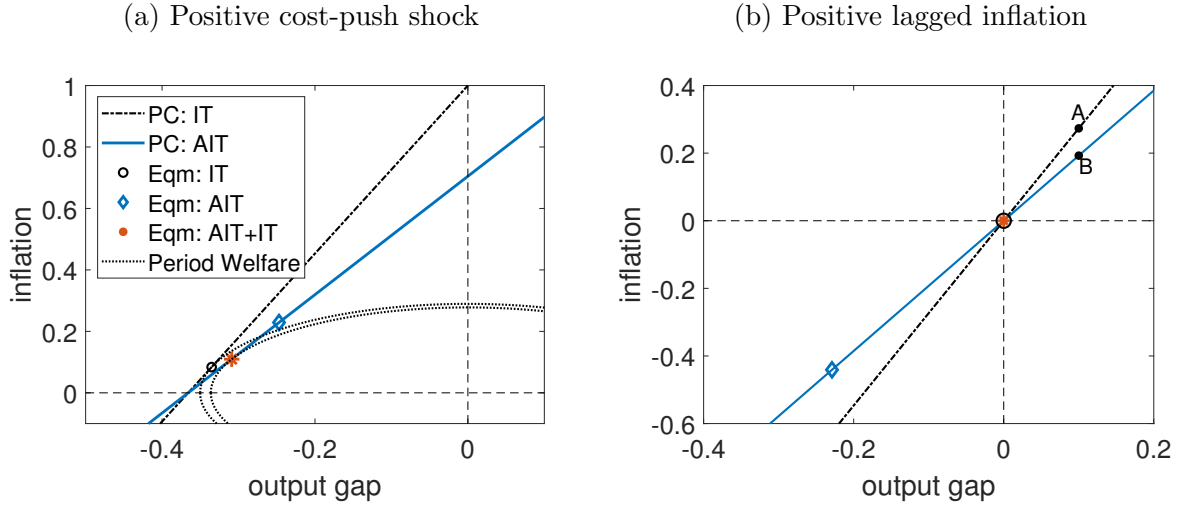 (a) Positive cost-push shock
1
0.8
0.6
0.4
0.2
0
-0.4
-0.2
0
inflation
output gap
PC: IT
PC: AIT
Eqm: IT
Eqm: AIT
Eqm: AIT+IT
Period Welfare
(b) Positive lagged inflation
0.4
0.2
0
-0.2
-0.4
-0.6
-0.4
-0.2
0
0.2
inflation
output gap
A
B